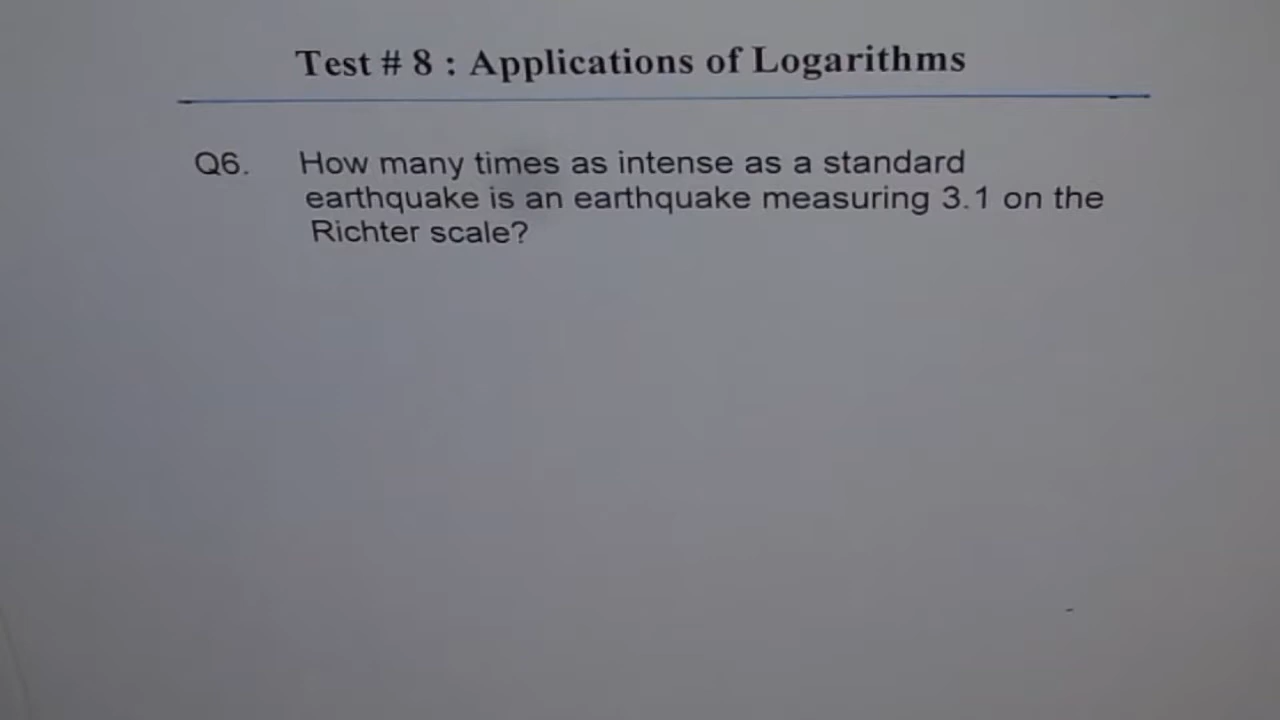 Test # 8 : Applications of Logarithms
Q6. How many times as intense as a standard
earthquake is an earthquake measuring 3.1 on the
Richter scale?